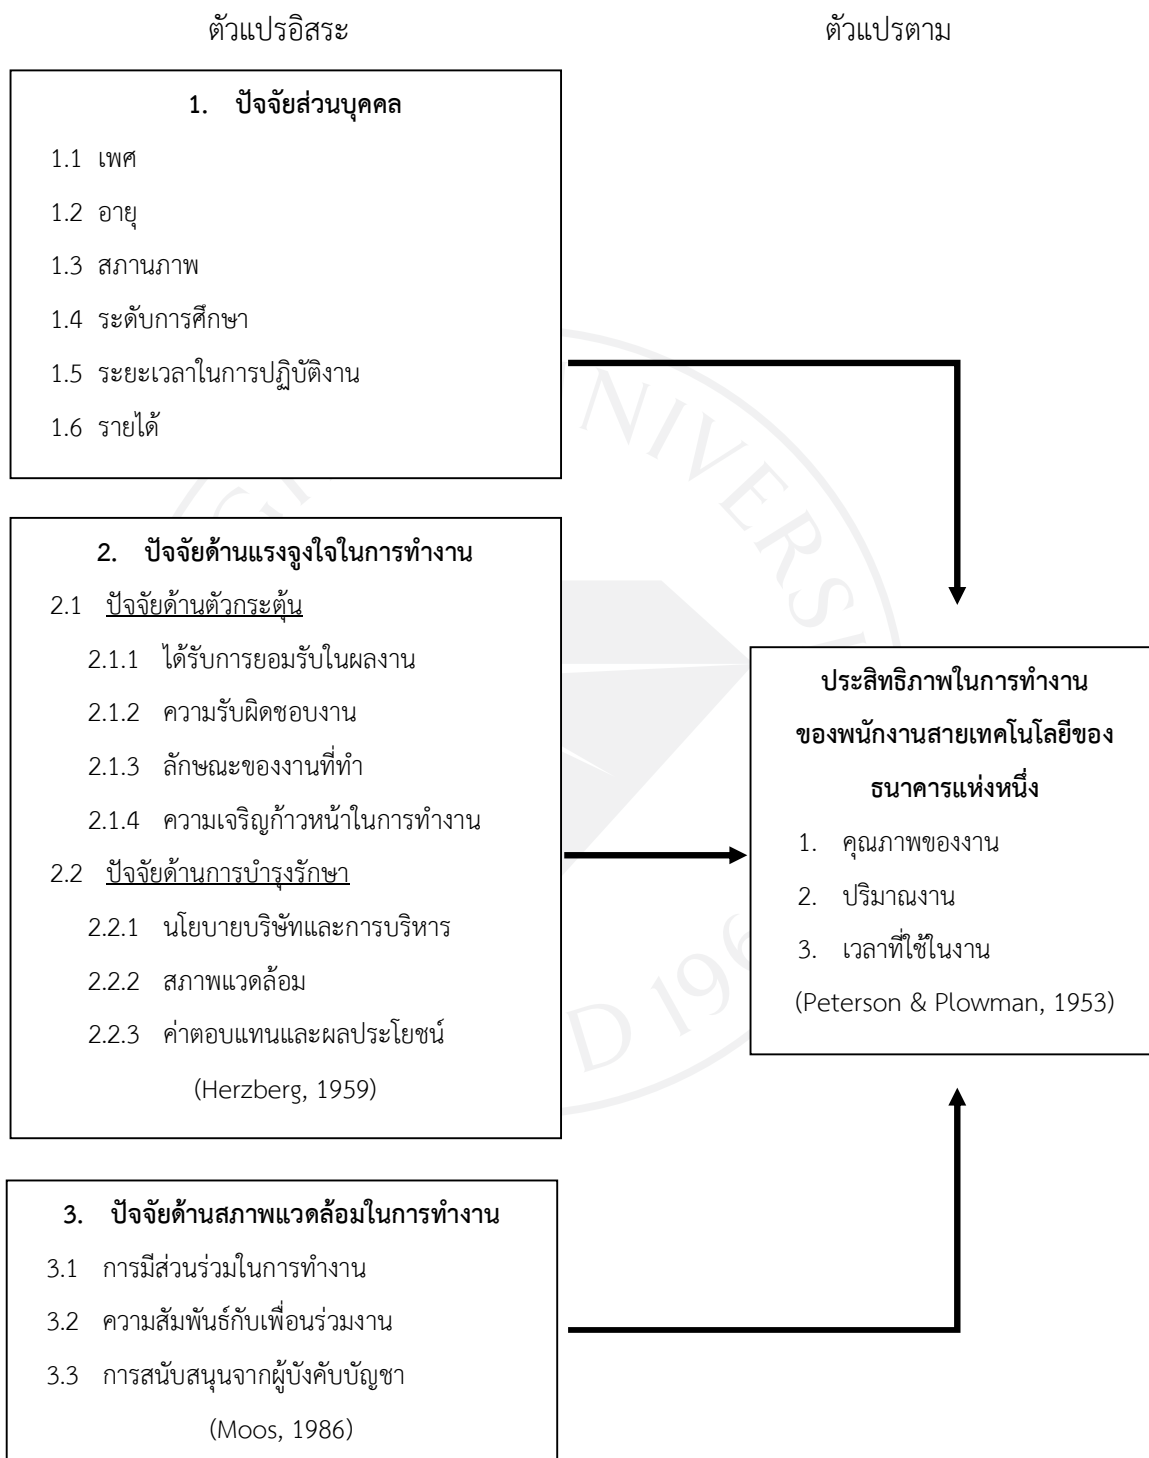 ตัวแปรอิสระ
ตัวแปรตาม
1. ปัจจัยส่วนบุคคล
1.1 เพศ
1.2 อายุ
1.3 สภานภาพ
1.4 ระดับการศึกษา
1.5 ระยะเวลาในการปฏิบัติงาน
1.6 รายได้
2. ปัจจัยด้านแรงจูงใจในการทำงาน
2.1 ปัจจัยด้านตัวกระตุ้น
2.1.1 ได้รับการยอมรับในผลงาน
2.1.2 ความรับผิดชอบงาน
2.1.3 ลักษณะของงานที่ทำ
2.1.4 ความเจริญก้าวหน้าในการทำงาน
2.2 ปัจจัยด้านการบำรุงรักษา
2.2.1 นโยบายบริษัทและการบริหาร
2.2.2 สภาพแวดล้อม
2.2.3 ค่าตอบแทนและผลประโยชน์
(Herzberg, 1959)
3. ปัจจัยด้านสภาพแวดล้อมในการทำงาน
3.1 การมีส่วนร่วมในการทำงาน
3.2 ความสัมพันธ์กับเพื่อนร่วมงาน
3.3 การสนับสนุนจากผู้บังคับบัญชา
(Moos, 1986)
ประสิทธิภาพในการทำงาน
ของพนักงานสายเทคโนโลยีของ
ธนาคารแห่งหนึ่ง
1. คุณภาพของงาน
2. ปริมาณงาน
3. เวลาที่ใช้ในงาน
(Peterson & Plowman, 1953)